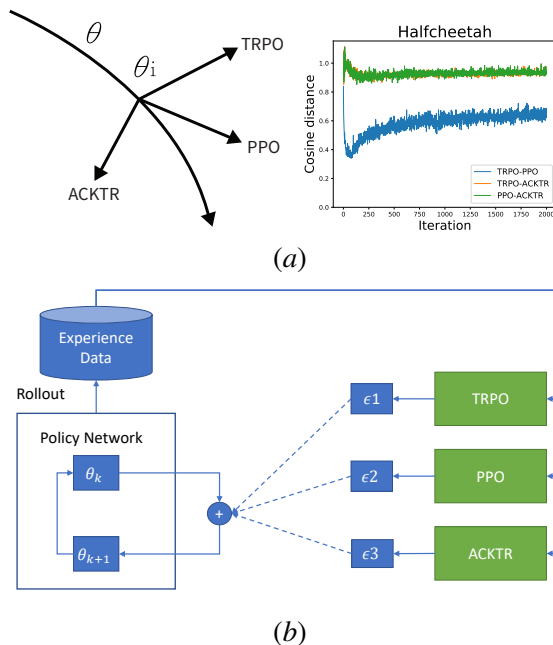 θ
θi
TRPO
PPO
ACKTR
Halfcheetah
Cosine distance
1.0
0.8
0.6
0.4
0.2
0.0
TRPO-PPO
TRPO-ACKTR
PPO-ACKTR
0 250 500 750 1000 1250 1500 1750 2000
Iteration
(a)
Experience
Data
Rollout
Policy Network
θk
θk+1
+
ϵ1
TRPO
ϵ2
PPO
ϵ3
ACKTR
(b)